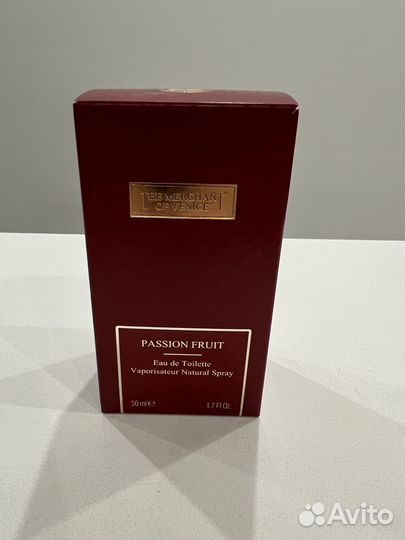 THE MERCHANT
OF VENICE
PASSION FRUIT
Eau de Toilette
Vaporisateur Natural Spray
50 ml ℮ 1.7 Fl.Oz.
Avito